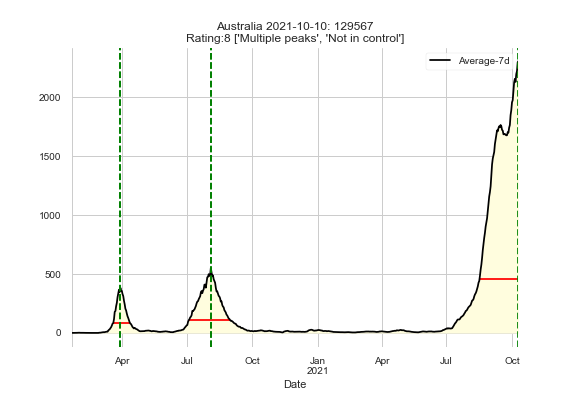 Australia 2021-10-10: 129567
Rating:8 ['Multiple peaks', 'Not in control']
Average-7d
2000
1500
1000
500
0
Apr
Jul
Oct
Jan
2021
Apr
Jul
Oct
Date